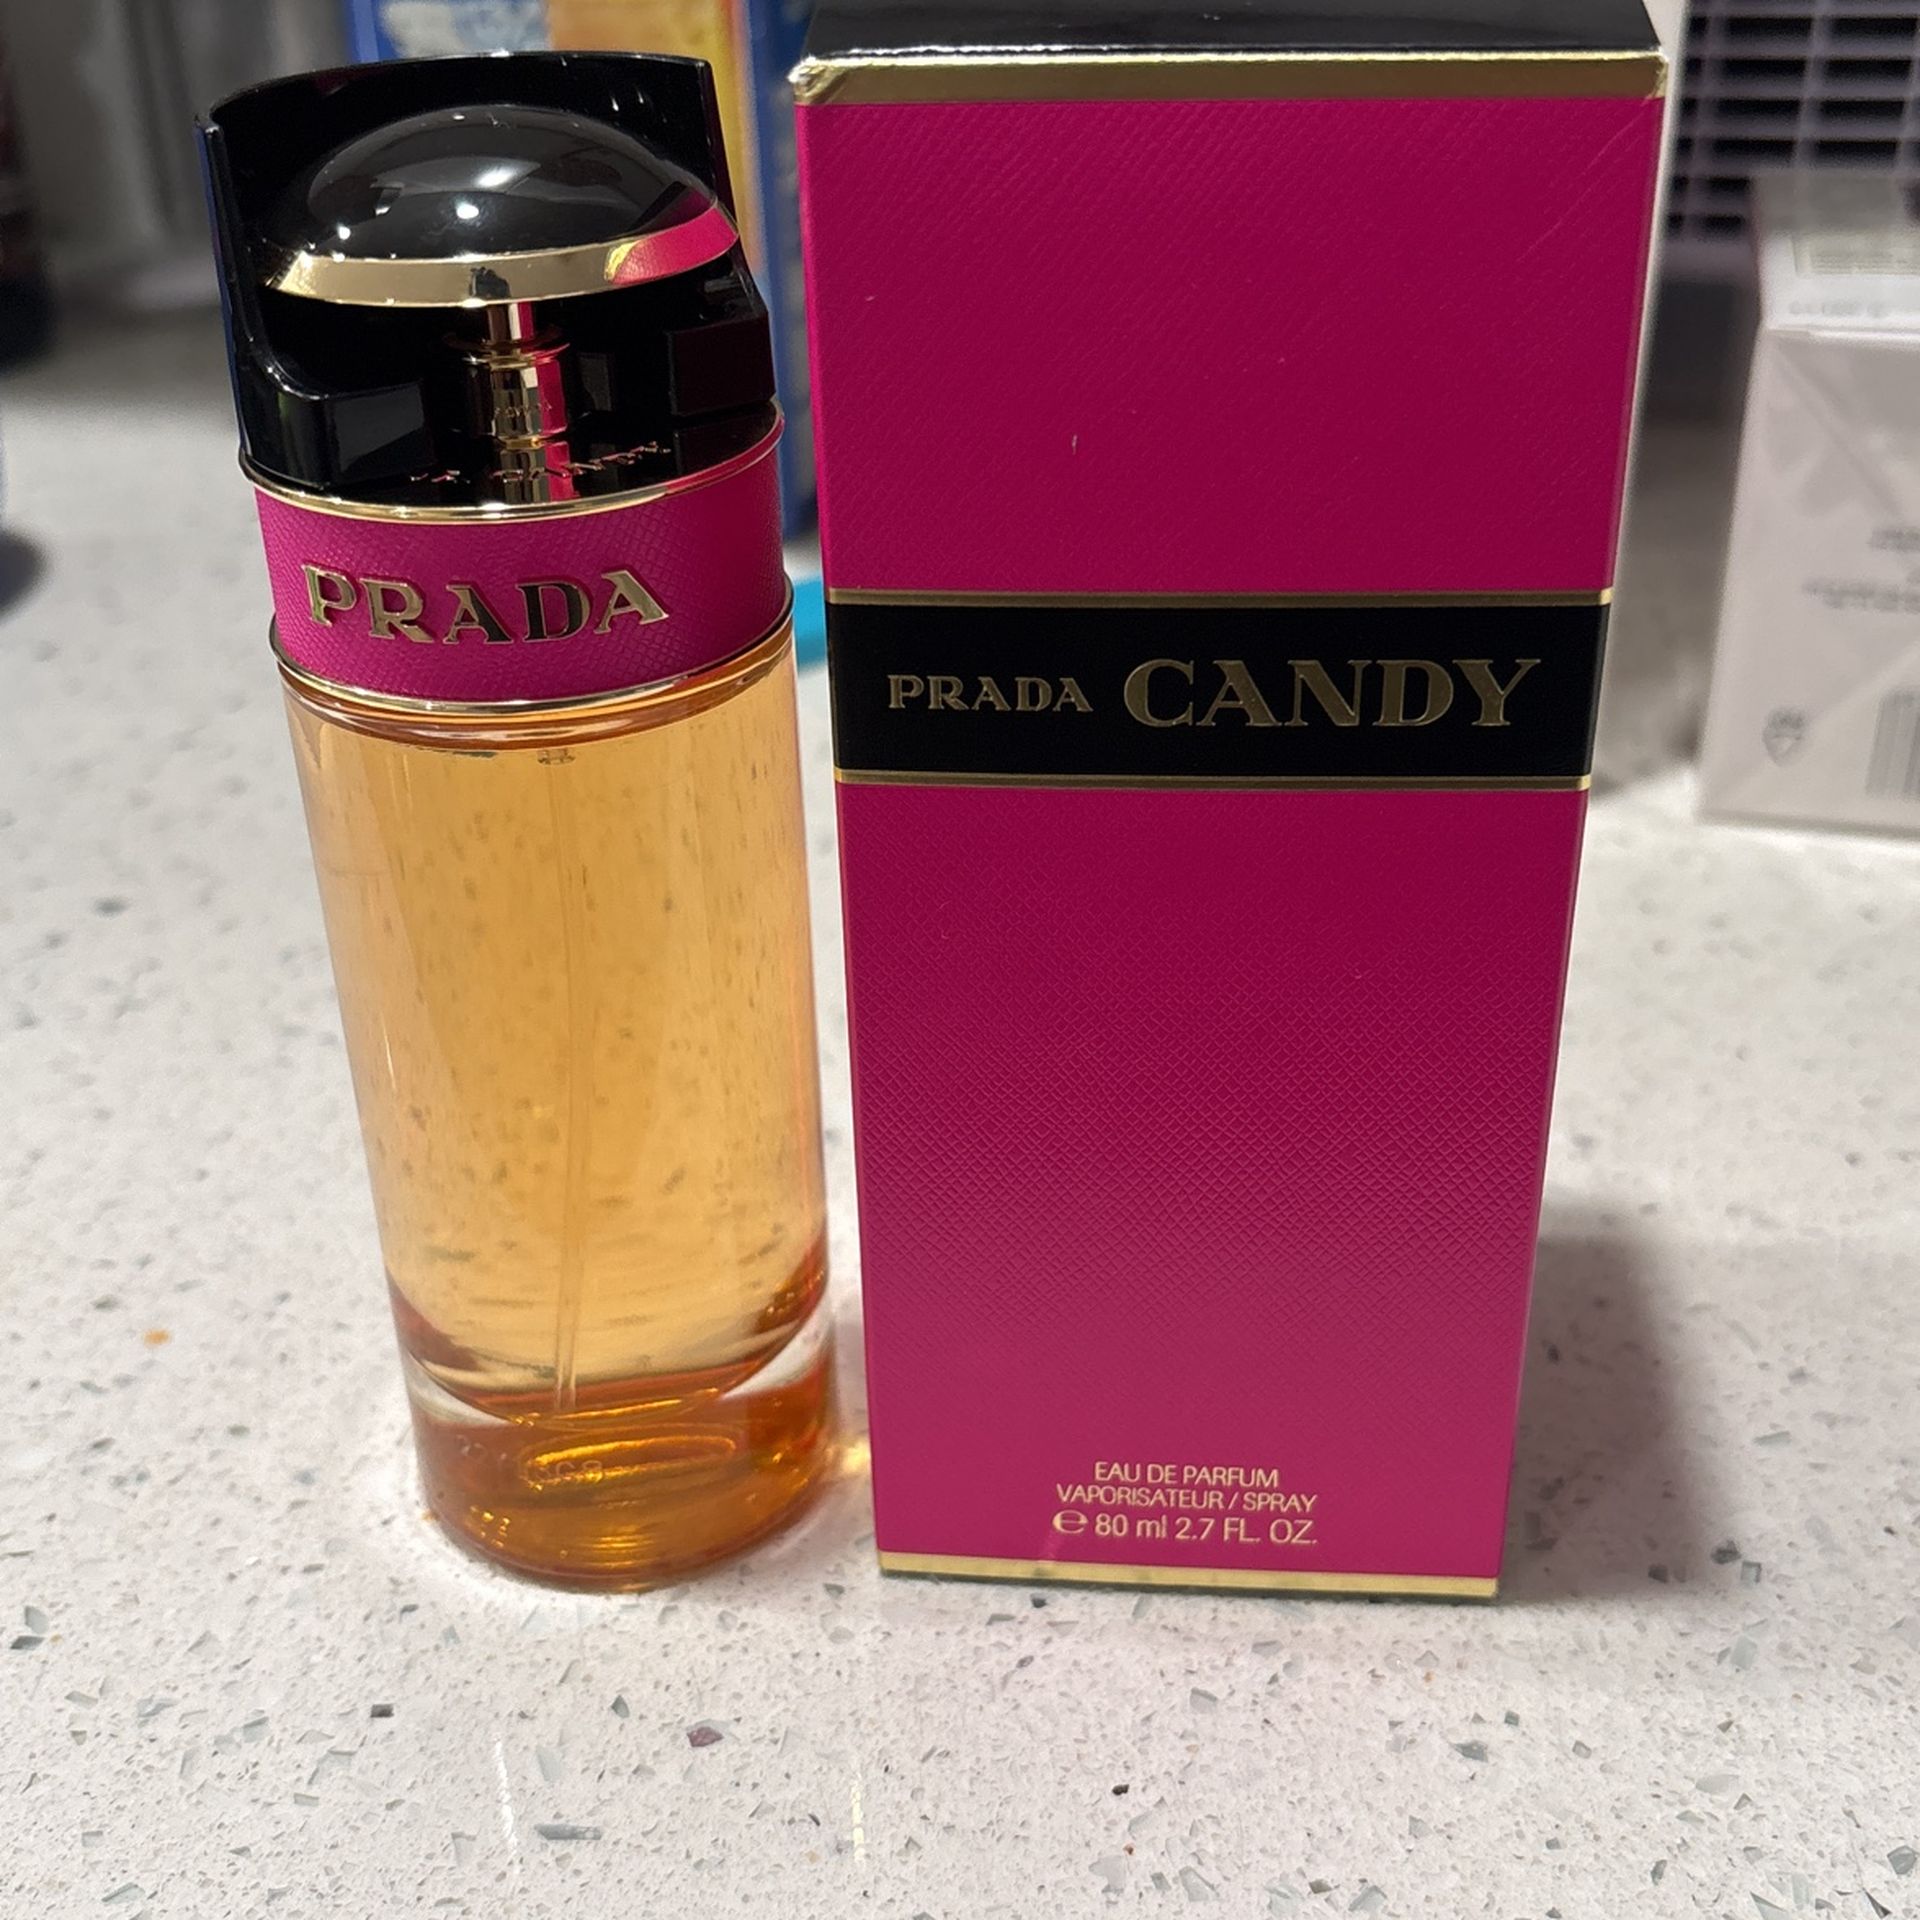 PRADA
PRADA CANDY
EAU DE PARFUM
VAPORISATEUR / SPRAY
℮ 80 ml 2.7 FL. OZ.